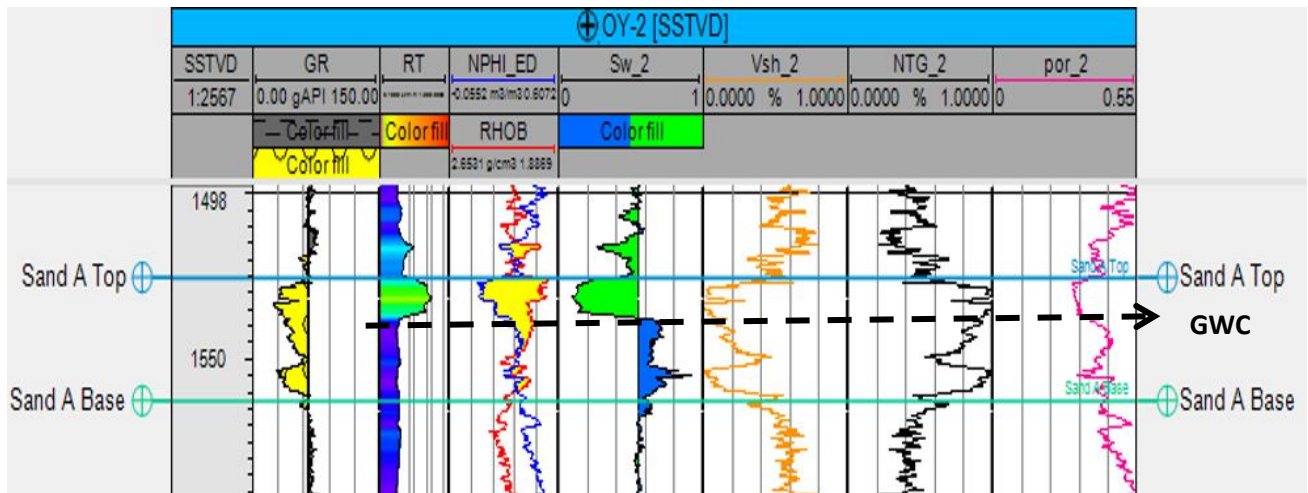 OY-2 [SSTVD]
SSTVD GR RT NPHI_ED Sw_2 Vsh_2 NTG_2 por_2
1:2567 0.00 gAPI 150.00 -0.0552 m3/m3 0.6072 0 1 0.0000 % 1.0000 0.0000 % 1.0000 0 0.55
Color fill Color fill RHOB Color fill
Color fill 2.6531 g/cm3 1.8869
1498
Sand A Top Sand A Top Sand A Top
GWC
1550
Sand A Base Sand A Base Sand A Base